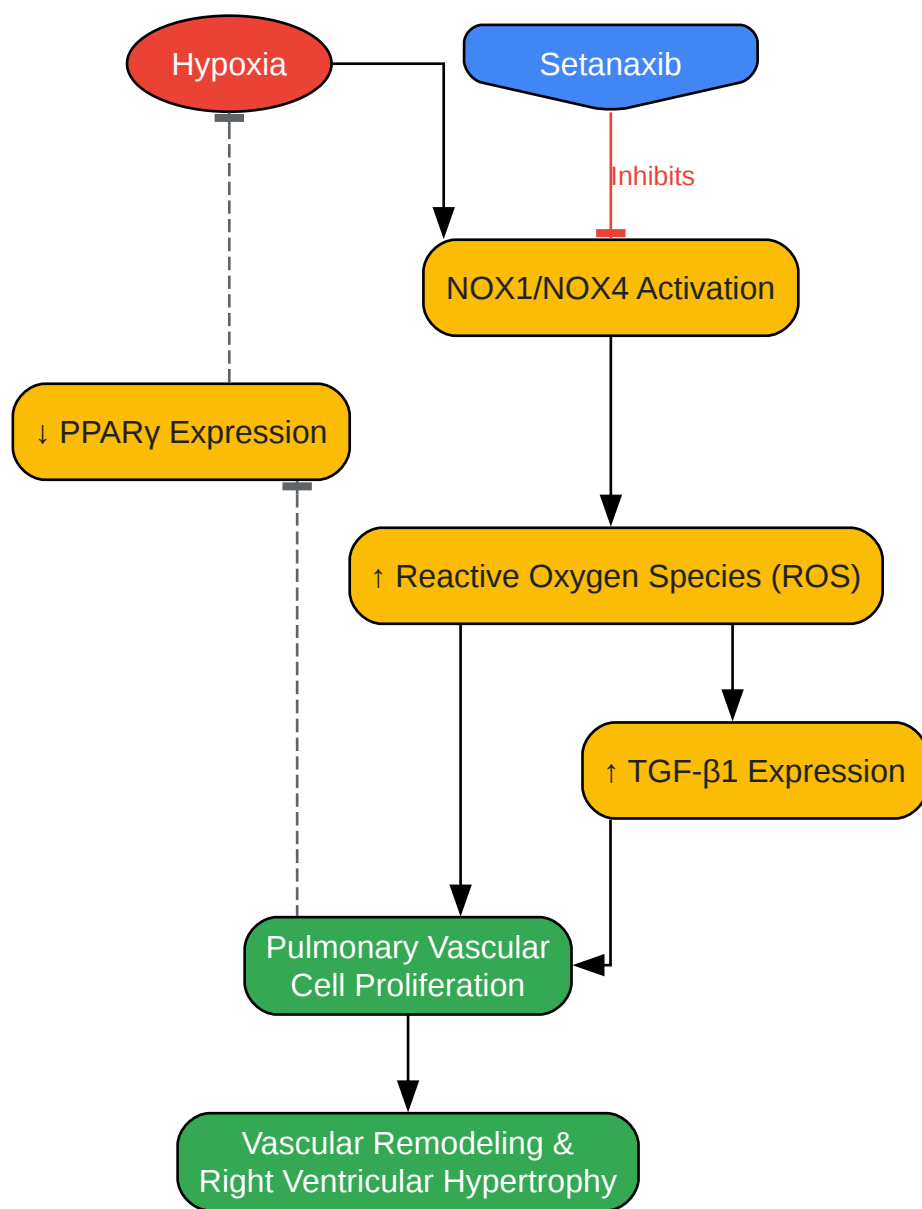 Hypoxia
Setanaxib
Inhibits
NOX1/NOX4 Activation
↓ PPARγ Expression
↑ Reactive Oxygen Species (ROS)
↑ TGF-β1 Expression
Pulmonary Vascular
Cell Proliferation
Vascular Remodeling &
Right Ventricular Hypertrophy